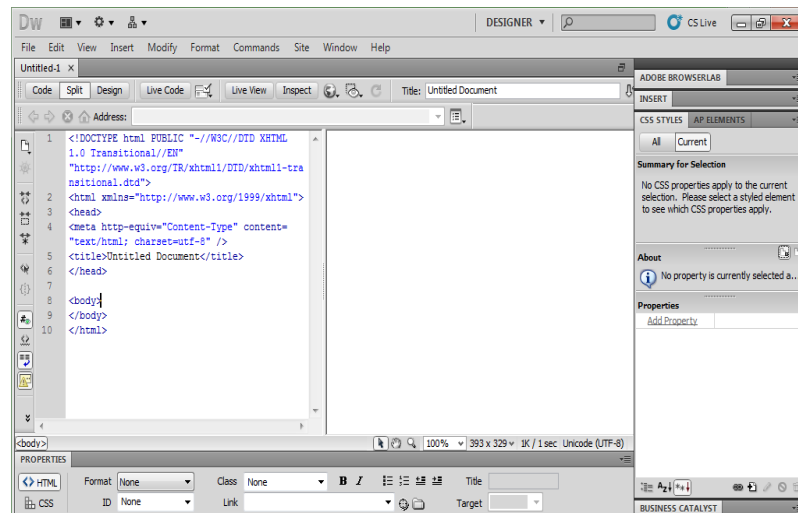 Dw DESIGNER CS Live
File Edit View Insert Modify Format Commands Site Window Help
Untitled-1 ×
Code Split Design Live Code Live View Inspect Title: Untitled Document
Address:
1 <!DOCTYPE html PUBLIC "-//W3C//DTD XHTML
1.0 Transitional//EN"
"http://www.w3.org/TR/xhtml1/DTD/xhtml1-tra
nsitional.dtd">
2 <html xmlns="http://www.w3.org/1999/xhtml">
3 <head>
4 <meta http-equiv="Content-Type" content=
"text/html; charset=utf-8" />
5 <title>Untitled Document</title>
6 </head>
7
8 <body>
9 </body>
10 </html>
<body> 100% 393 x 329 1K / 1 sec Unicode (UTF-8)
PROPERTIES
HTML Format None Class None B I Title
CSS ID None Link Target
ADOBE BROWSERLAB
INSERT
CSS STYLES AP ELEMENTS
All Current
Summary for Selection
No CSS properties apply to the current
selection. Please select a styled element
to see which CSS properties apply.
About
No property is currently selected a..
Properties
Add Property
BUSINESS CATALYST